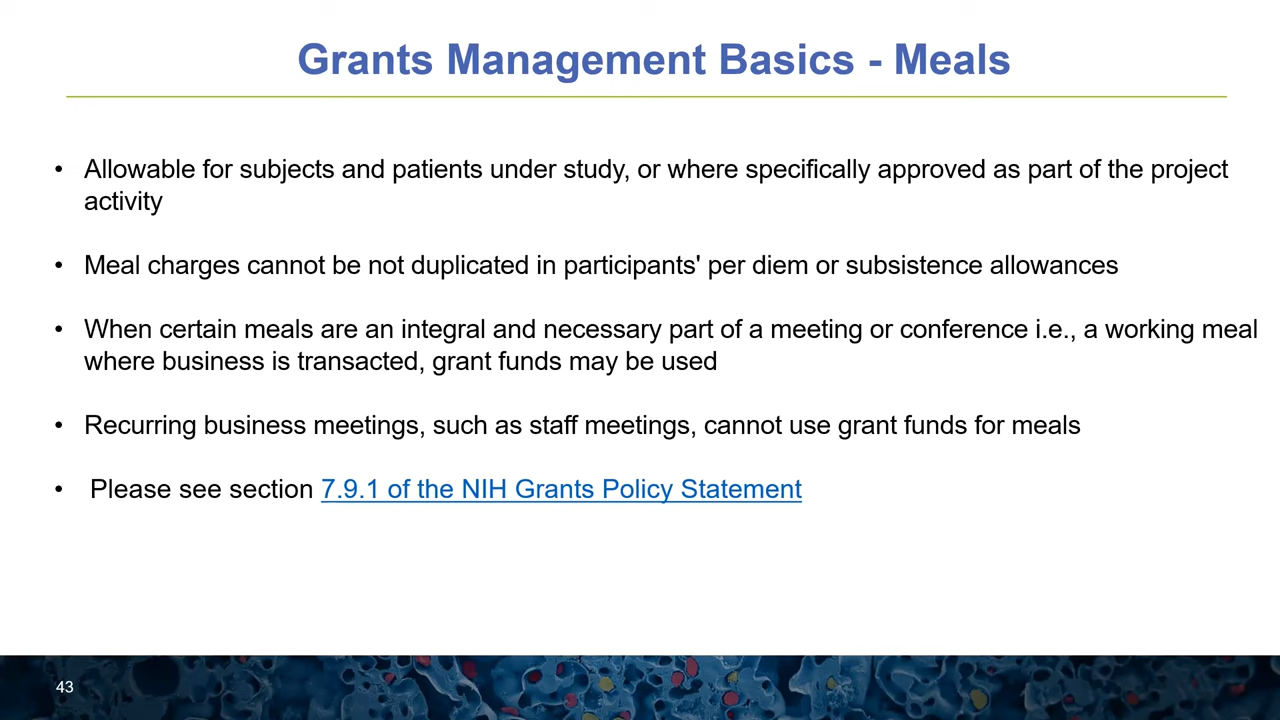 Grants Management Basics - Meals
• Allowable for subjects and patients under study, or where specifically approved as part of the project
activity
• Meal charges cannot be not duplicated in participants' per diem or subsistence allowances
• When certain meals are an integral and necessary part of a meeting or conference i.e., a working meal
where business is transacted, grant funds may be used
• Recurring business meetings, such as staff meetings, cannot use grant funds for meals
• Please see section 7.9.1 of the NIH Grants Policy Statement
43